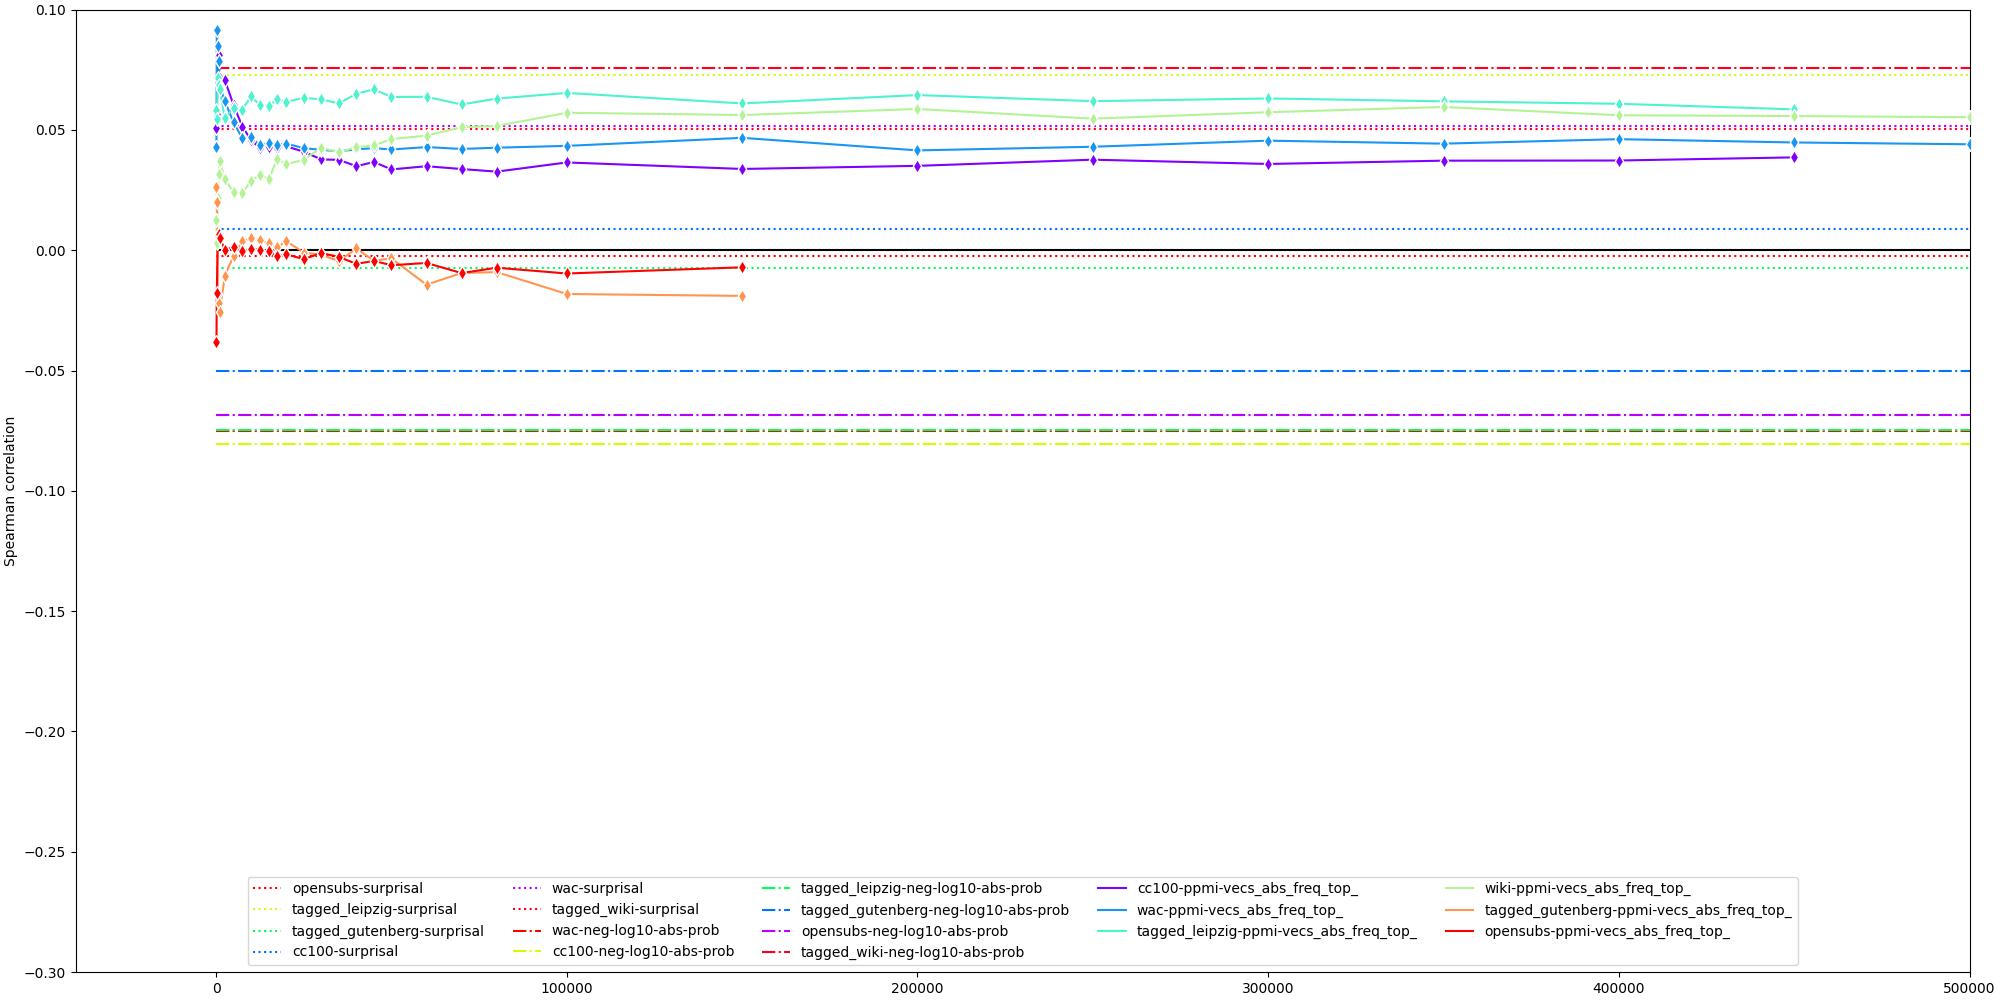 0.10
0.05
0.00
−0.05
−0.10
−0.15
−0.20
−0.25
−0.30
Spearman correlation
opensubs-surprisal
tagged_leipzig-surprisal
tagged_gutenberg-surprisal
cc100-surprisal
wac-surprisal
tagged_wiki-surprisal
wac-neg-log10-abs-prob
cc100-neg-log10-abs-prob
tagged_leipzig-neg-log10-abs-prob
tagged_gutenberg-neg-log10-abs-prob
opensubs-neg-log10-abs-prob
tagged_wiki-neg-log10-abs-prob
cc100-ppmi-vecs_abs_freq_top_
wac-ppmi-vecs_abs_freq_top_
tagged_leipzig-ppmi-vecs_abs_freq_top_
wiki-ppmi-vecs_abs_freq_top_
tagged_gutenberg-ppmi-vecs_abs_freq_top_
opensubs-ppmi-vecs_abs_freq_top_
0 100000 200000 300000 400000 500000